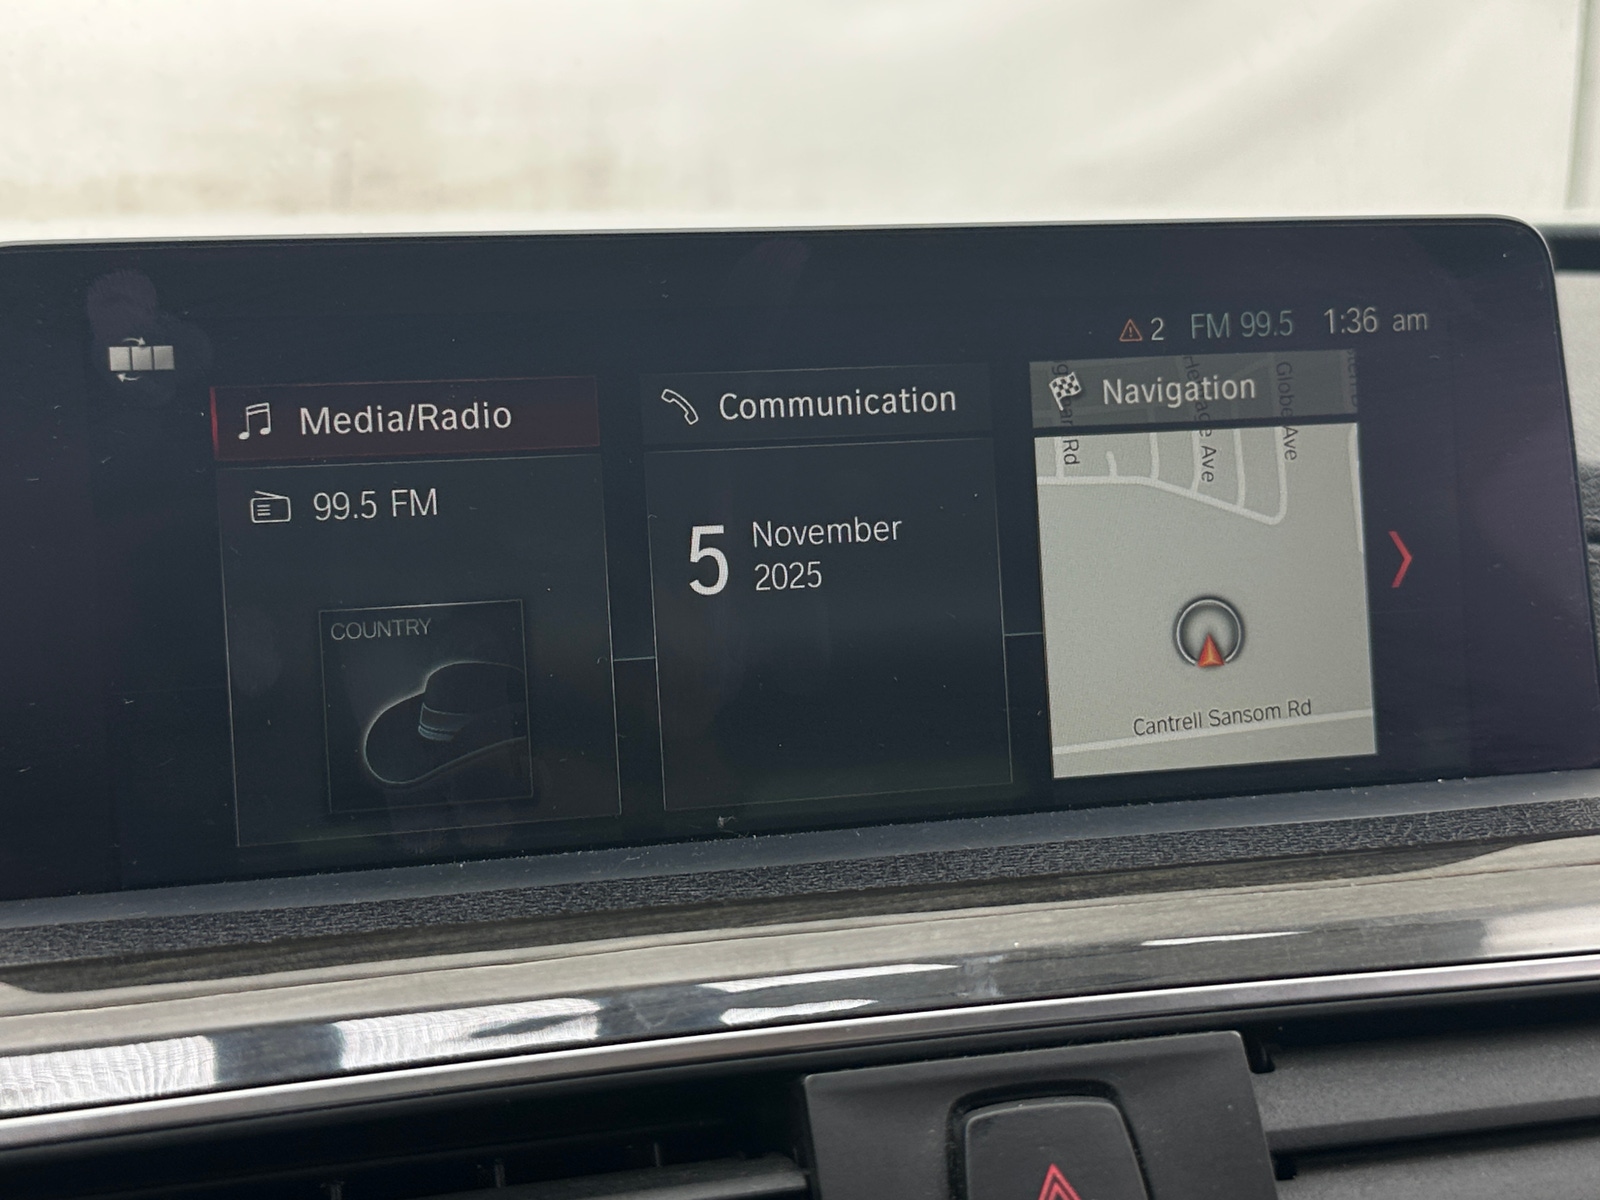 2 FM 99.5 1:36 am
Media/Radio
99.5 FM
COUNTRY
Communication
5 November
2025
Navigation
Rd
Heritage Ave
Globe Ave
Cantrell Sansom Rd